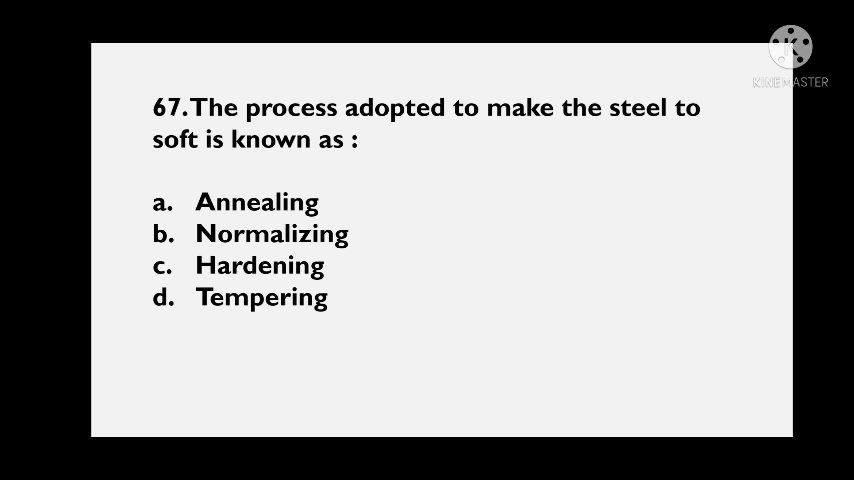 KINEMASTER
67.The process adopted to make the steel to
soft is known as :
a. Annealing
b. Normalizing
c. Hardening
d. Tempering